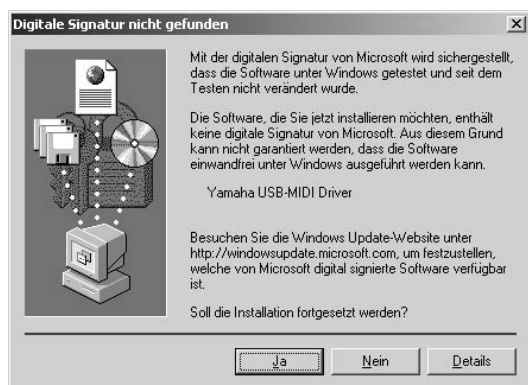 Digitale Signatur nicht gefunden
Mit der digitalen Signatur von Microsoft wird sichergestellt,
dass die Software unter Windows getestet und seit dem
Testen nicht verändert wurde.
Die Software, die Sie jetzt installieren möchten, enthält
keine digitale Signatur von Microsoft. Aus diesem Grund
kann nicht garantiert werden, dass die Software
einwandfrei unter Windows ausgeführt werden kann.
Yamaha USB-MIDI Driver
Besuchen Sie die Windows Update-Website unter
http://windowsupdate.microsoft.com, um festzustellen,
welche von Microsoft digital signierte Software verfügbar
ist.
Soll die Installation fortgesetzt werden?
Ja Nein Details